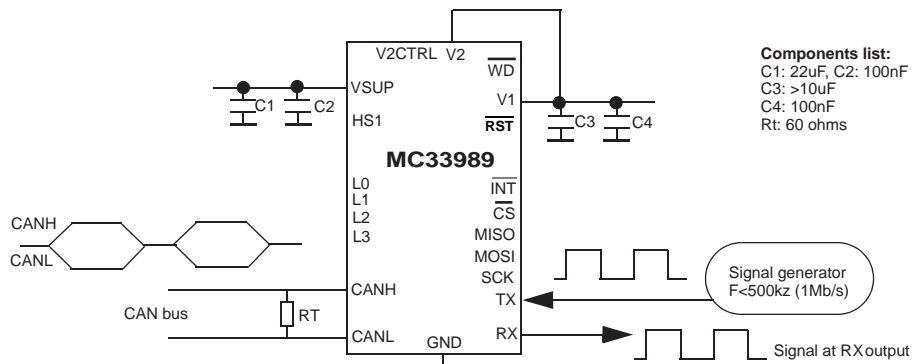 V2CTRL V2
WD
VSUP
C1
C2
V1
HS1
RST
C3
C4
MC33989
Components list:
C1: 22uF, C2: 100nF
C3: >10uF
C4: 100nF
Rt: 60 ohms
L0
L1
L2
L3
INT
CS
MISO
MOSI
SCK
TX
RX
CANH
CANL
CANH
CAN bus
RT
CANL
GND
Signal generator
F<500kz (1Mb/s)
Signal at RX output